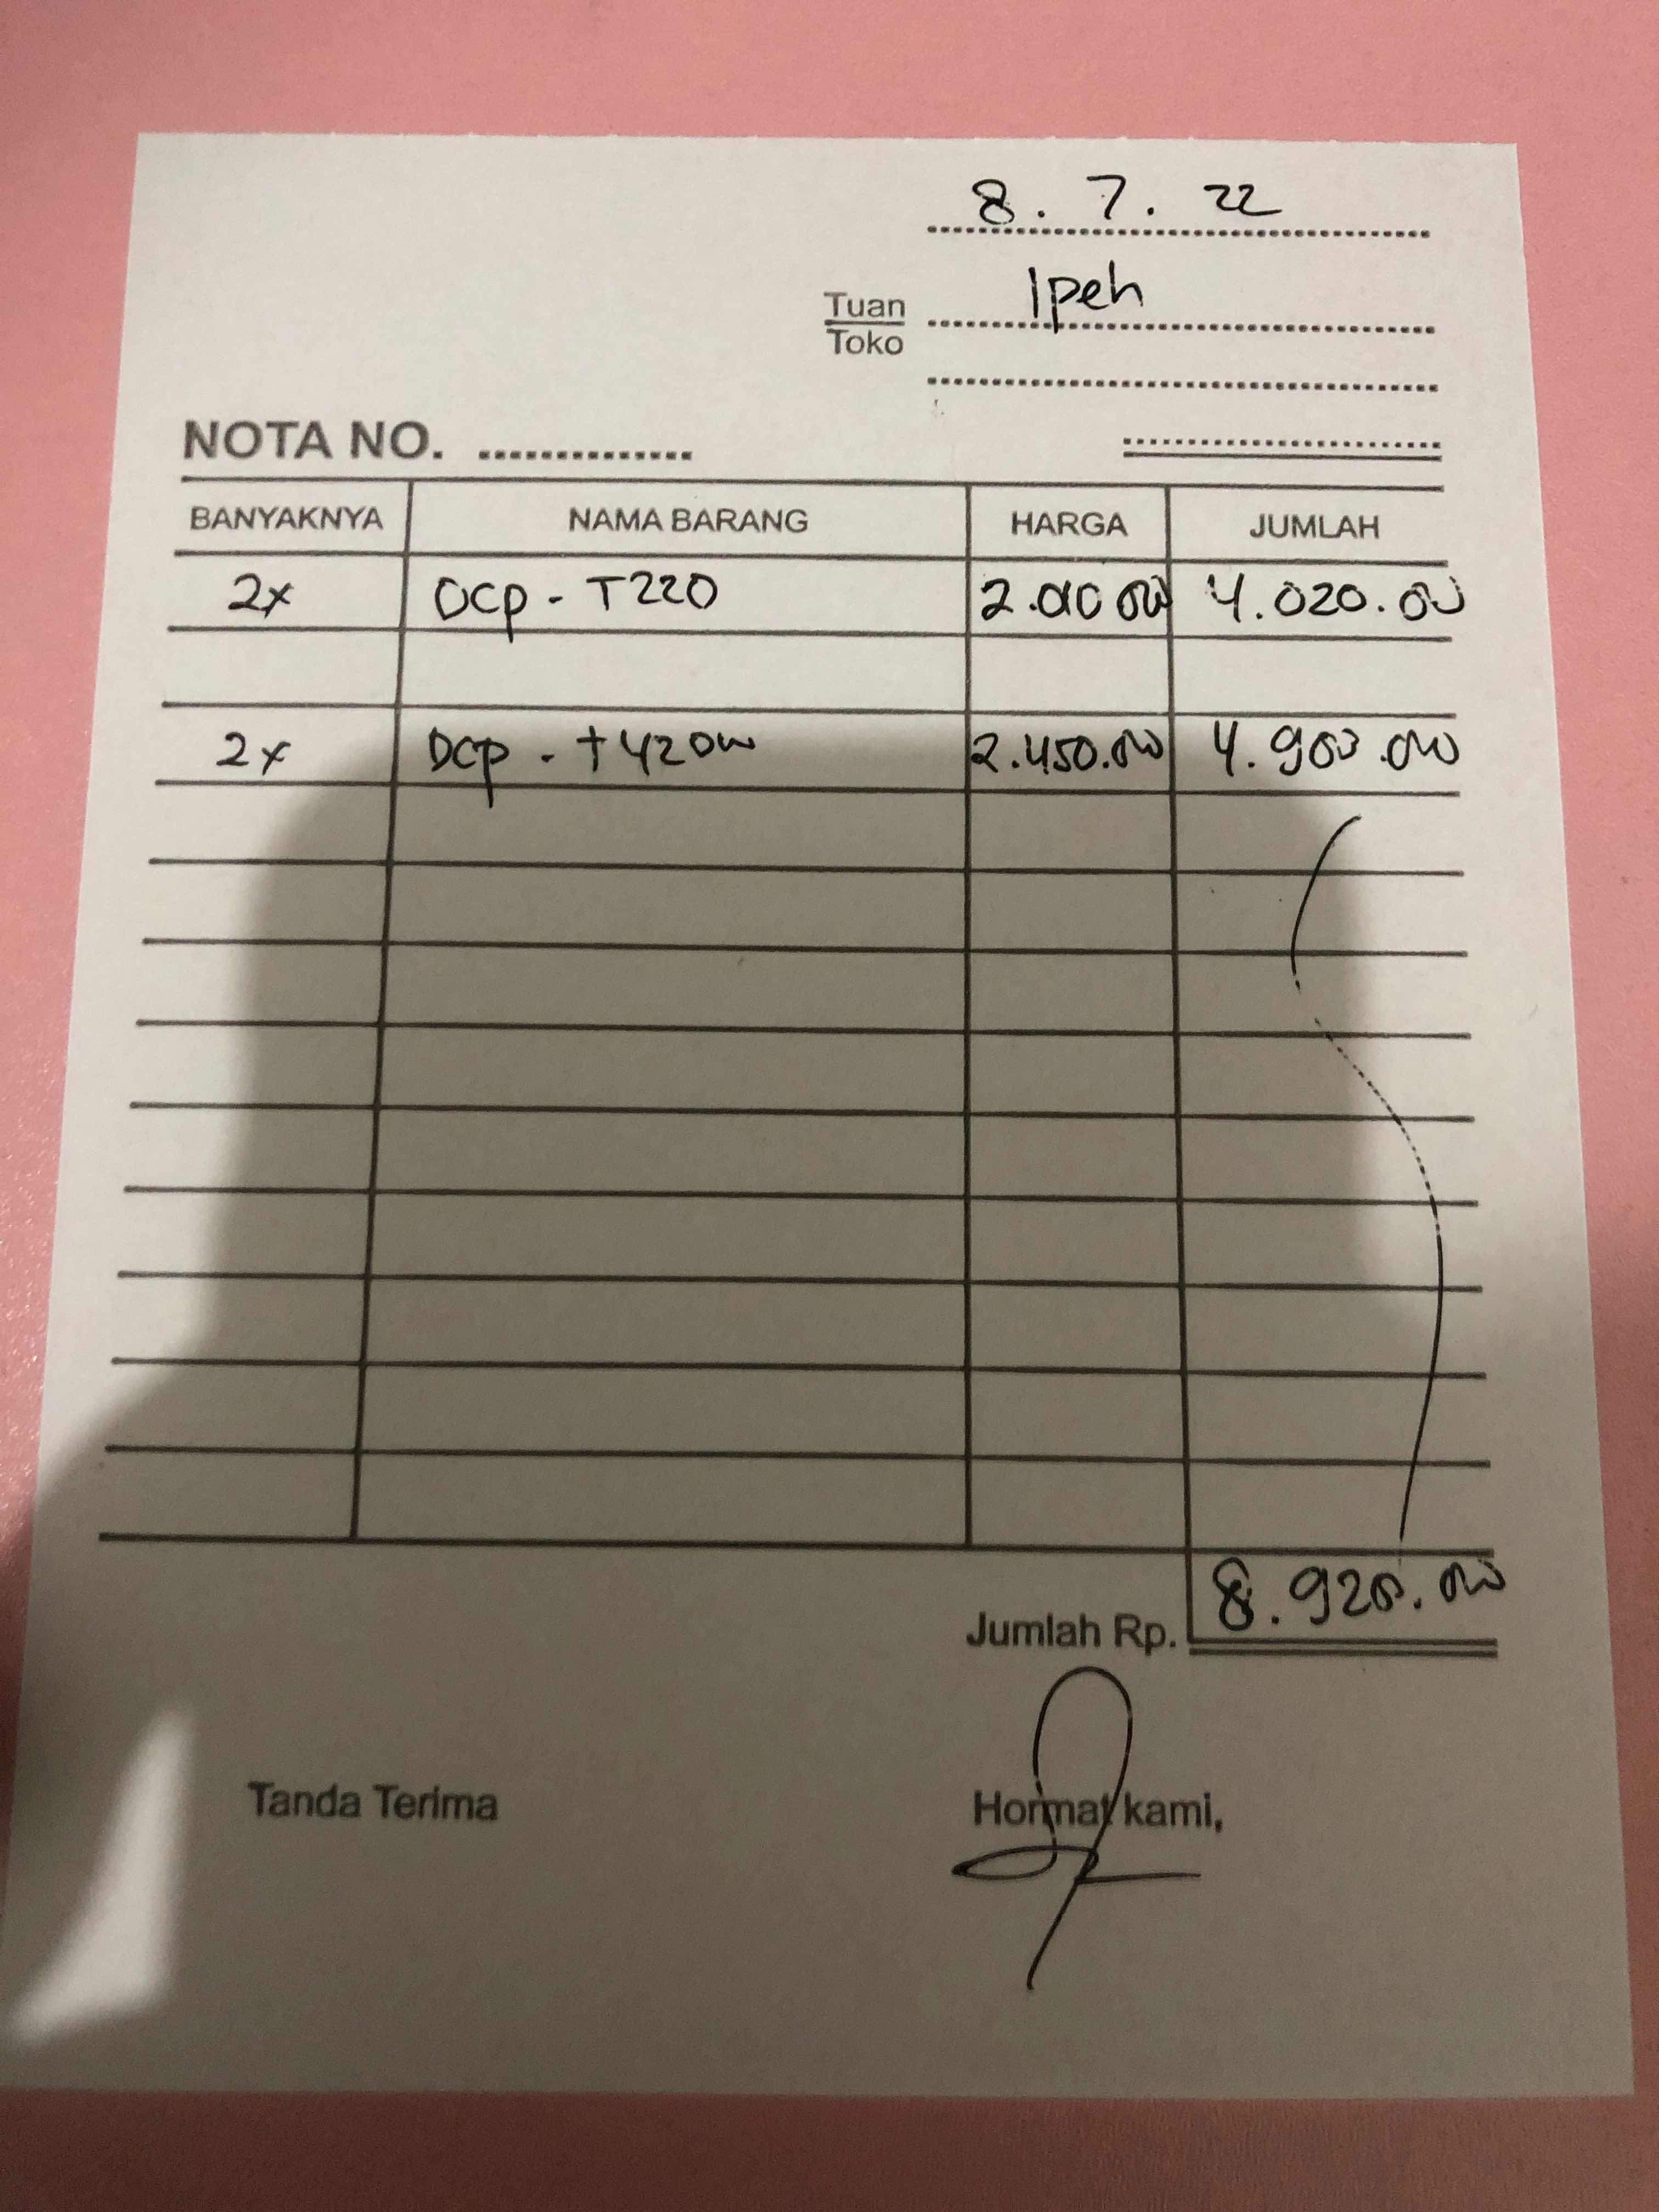 8. 7. 22
Tuan Ipeh
Toko
NOTA NO. ..............
BANYAKNYA NAMA BARANG HARGA JUMLAH
2x DCP - T220 2.010 000 4.020.000
2x DCP - T420W 2.450.000 4.900.000
Jumlah Rp. 8.920.000
Tanda Terima Hormat kami,